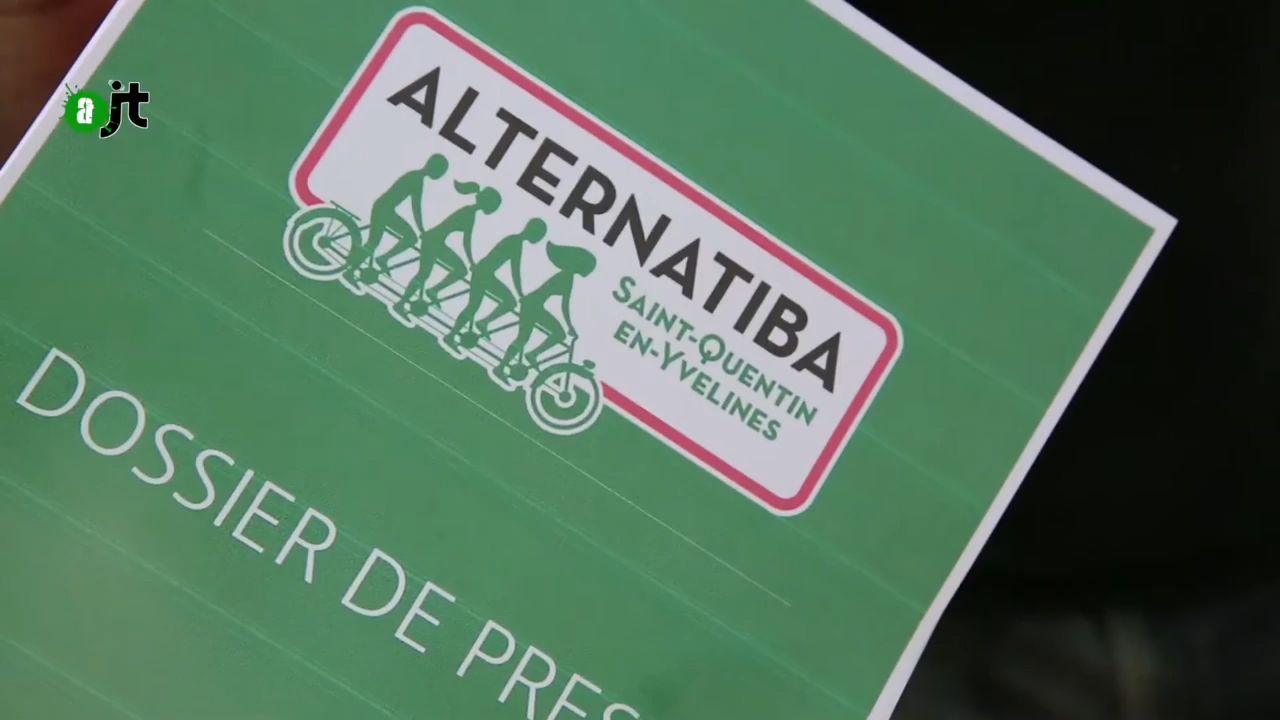 ajt
ALTERNATIBA
SAINT-QUENTIN
EN-YVELINES
DOSSIER DE PRES